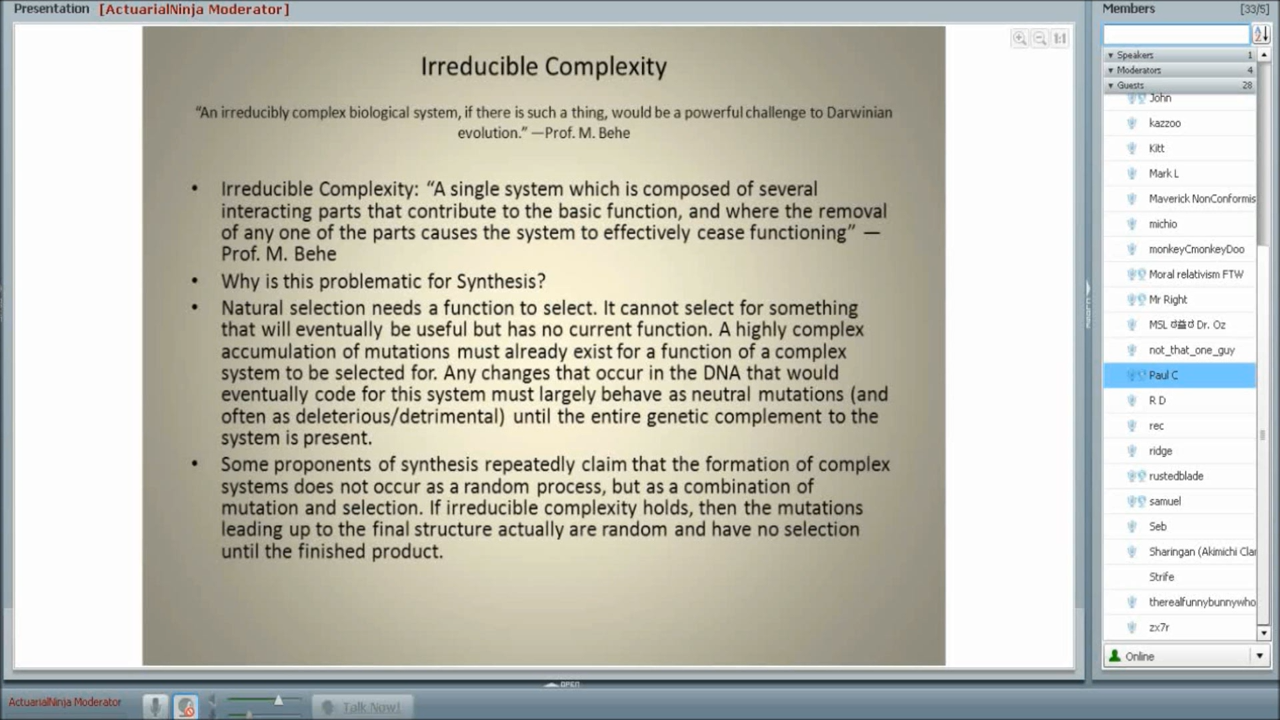 Presentation [ActuarialNinja Moderator]
Irreducible Complexity
“An irreducibly complex biological system, if there is such a thing, would be a powerful challenge to Darwinian
evolution.” —Prof. M. Behe
• Irreducible Complexity: “A single system which is composed of several
interacting parts that contribute to the basic function, and where the removal
of any one of the parts causes the system to effectively cease functioning” —
Prof. M. Behe
• Why is this problematic for Synthesis?
• Natural selection needs a function to select. It cannot select for something
that will eventually be useful but has no current function. A highly complex
accumulation of mutations must already exist for a function of a complex
system to be selected for. Any changes that occur in the DNA that would
eventually code for this system must largely behave as neutral mutations (and
often as deleterious/detrimental) until the entire genetic complement to the
system is present.
• Some proponents of synthesis repeatedly claim that the formation of complex
systems does not occur as a random process, but as a combination of
mutation and selection. If irreducible complexity holds, then the mutations
leading up to the final structure actually are random and have no selection
until the finished product.
1:1
OPEN
ActuarialNinja Moderator
Talk Now!
Members [33/5]
Speakers 1
Moderators 4
Guests 28
John
kazzoo
Kitt
Mark L
Maverick NonConformis
michio
monkeyCmonkeyDoo
Moral relativism FTW
Mr Right
MSL Dr. Oz
not_that_one_guy
Paul C
R D
rec
ridge
rustedblade
samuel
Seb
Sharingan (Akimichi Cla
Strife
therealfunnybunnywho
zx7r
Online